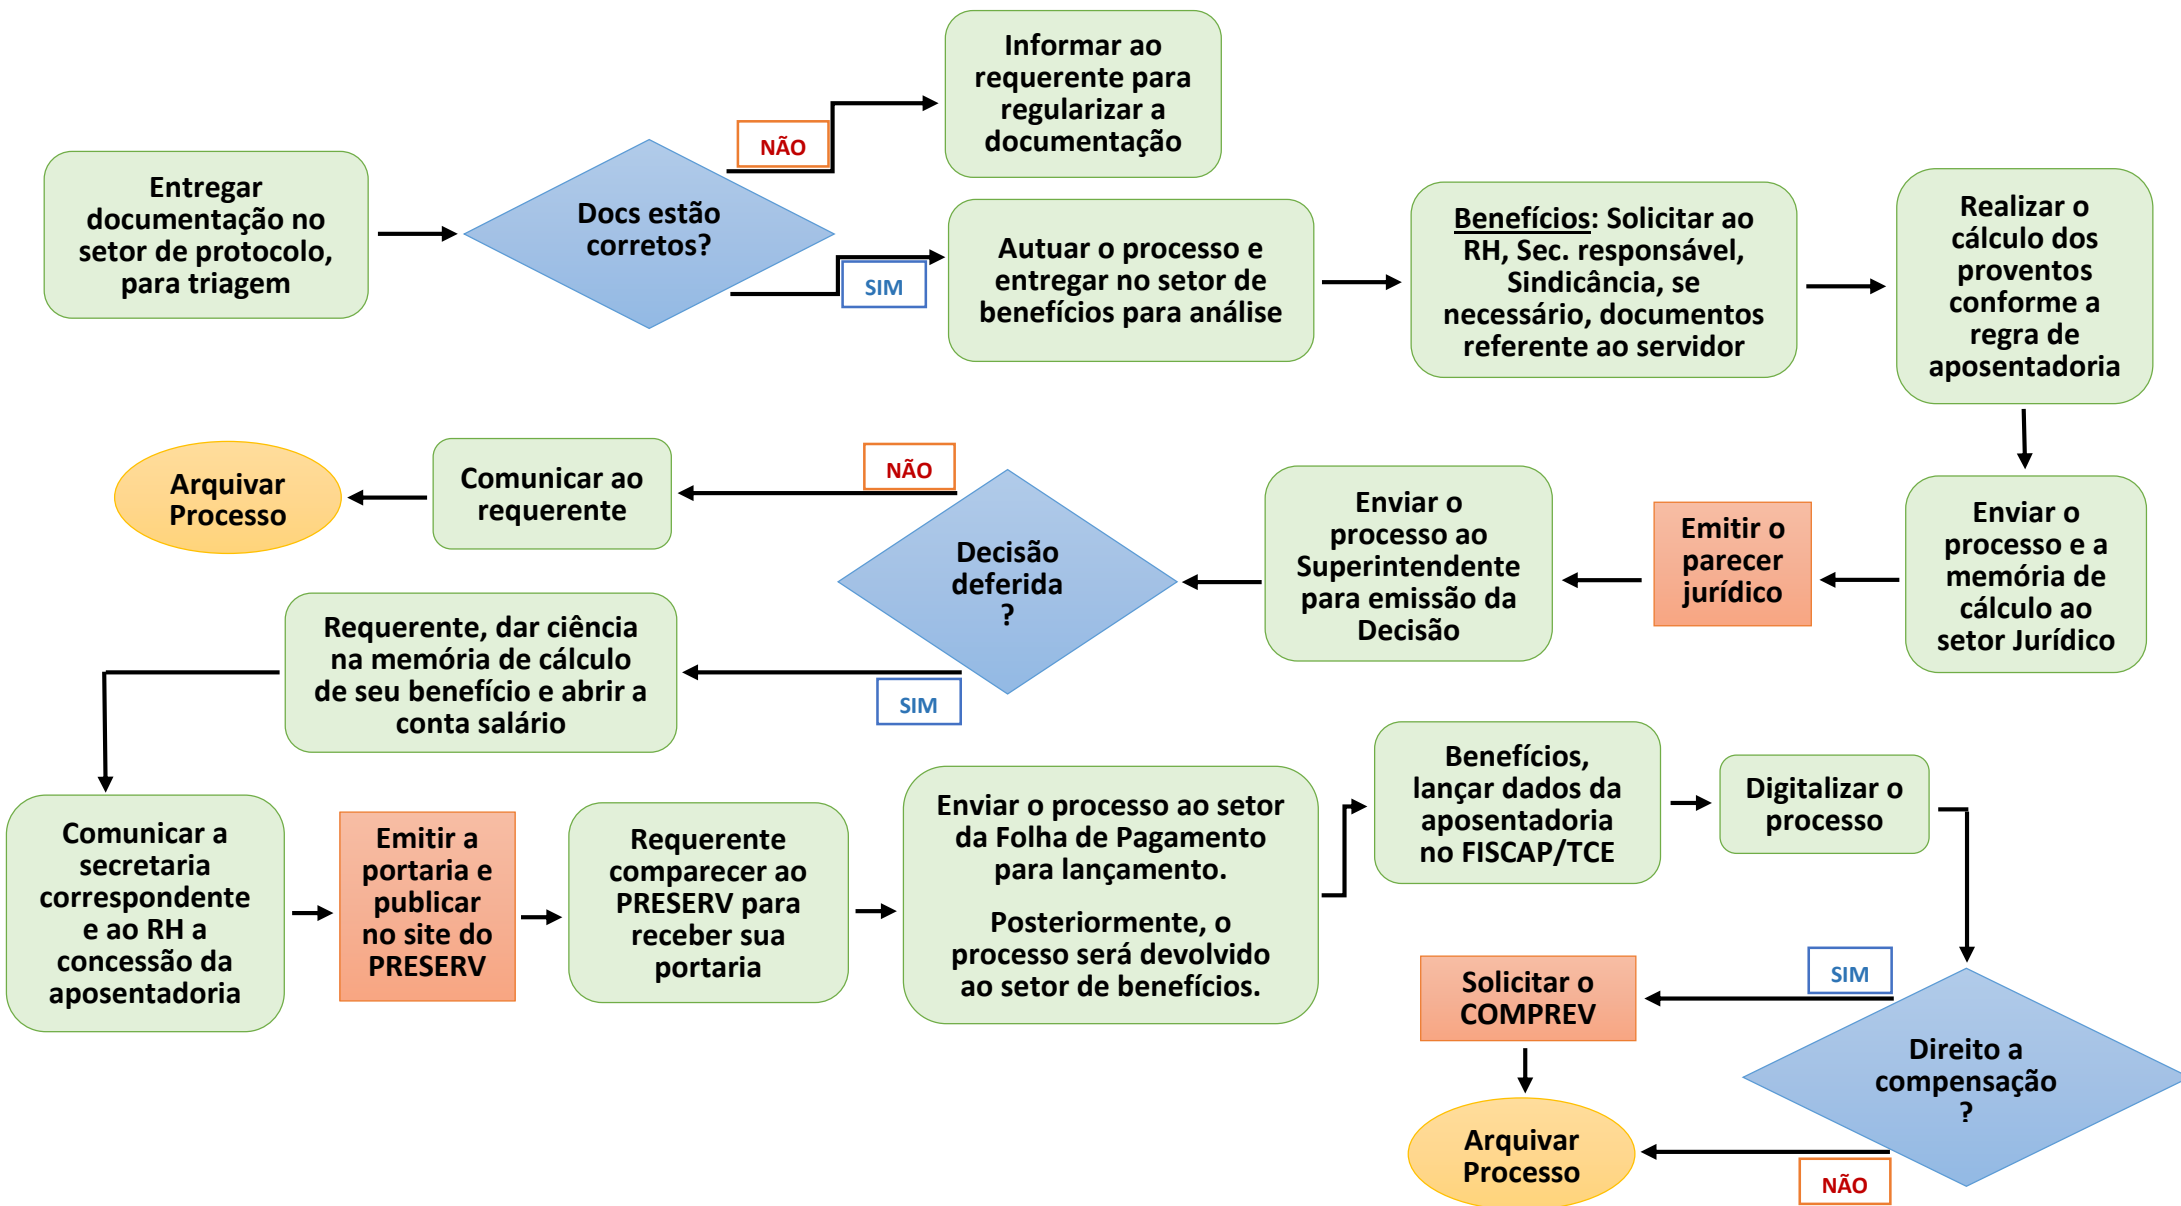 Entregar
documentação no
setor de protocolo,
para triagem
Docs estão
corretos?
NÃO
Informar ao
requerente para
regularizar a
documentação
SIM
Autuar o processo e
entregar no setor de
benefícios para análise
Benefícios: Solicitar ao
RH, Sec. responsável,
Sindicância, se
necessário, documentos
referente ao servidor
Realizar o
cálculo dos
proventos
conforme a
regra de
aposentadoria
Enviar o
processo e a
memória de
cálculo ao
setor Jurídico
Emitir o
parecer
jurídico
Enviar o
processo ao
Superintendente
para emissão da
Decisão
Decisão
deferida
?
NÃO
Comunicar ao
requerente
Arquivar
Processo
SIM
Requerente, dar ciência
na memória de cálculo
de seu benefício e abrir a
conta salário
Comunicar a
secretaria
correspondente
e ao RH a
concessão da
aposentadoria
Emitir a
portaria e
publicar
no site do
PRESERV
Requerente
comparecer ao
PRESERV para
receber sua
portaria
Enviar o processo ao setor
da Folha de Pagamento
para lançamento.
Posteriormente, o
processo será devolvido
ao setor de benefícios.
Benefícios,
lançar dados da
aposentadoria
no FISCAP/TCE
Digitalizar o
processo
Direito a
compensação
?
SIM
Solicitar o
COMPREV
NÃO
Arquivar
Processo